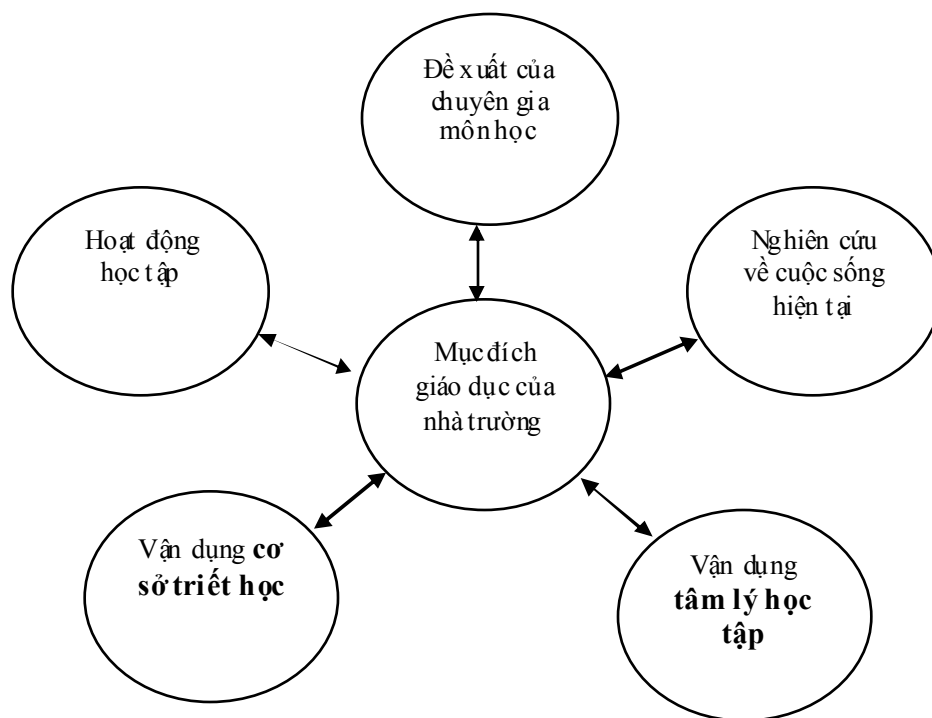 Đề xuất của
chuyên gia
môn học
Hoạt động
học tập
Nghiên cứu
về cuộc sống
hiện tại
Mục đích
giáo dục của
nhà trường
Vận dụng cơ
sở triết học
Vận dụng
tâm lý học
tập